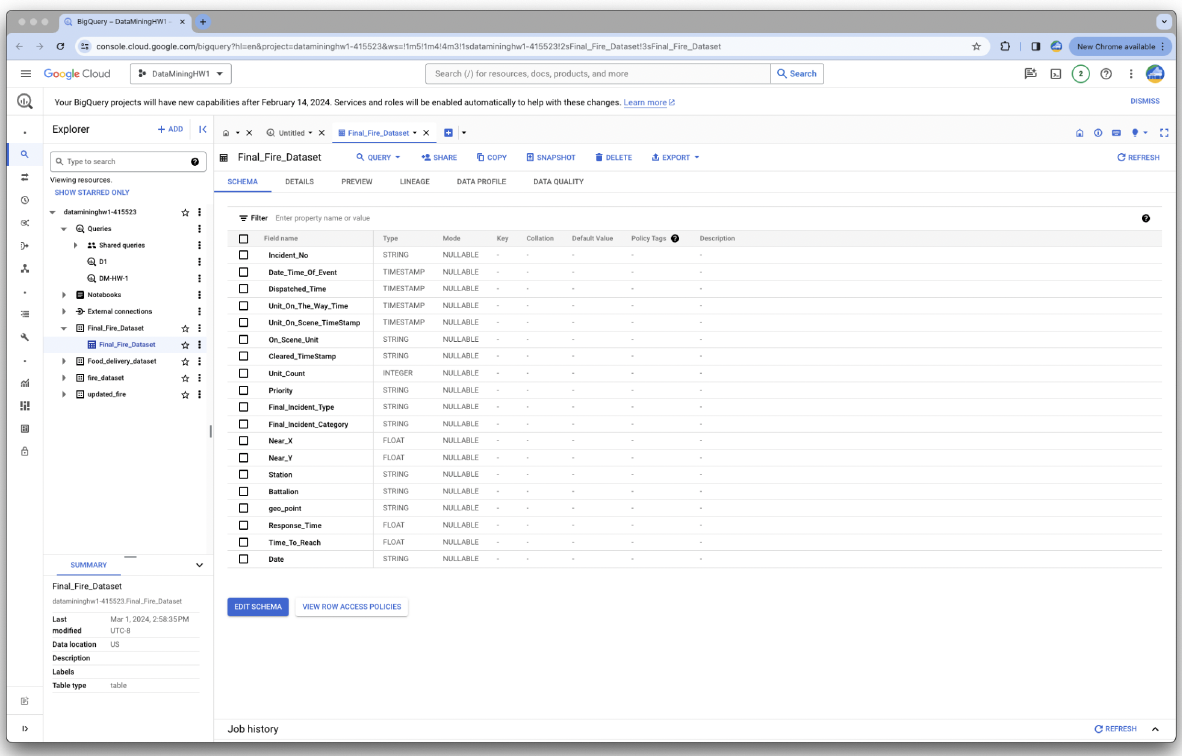 BigQuery – DataMiningHW1 -
console.cloud.google.com/bigquery?hl=en&project=datamininghw1-415523&ws=!1m5!1m4!4m3!1sdatamininghw1-415523!2sFinal_Fire_Dataset!3sFinal_Fire_Dataset
New Chrome available
Google Cloud
DataMiningHW1
Search (/) for resources, docs, products, and more
Search
2
Your BigQuery projects will have new capabilities after February 14, 2024. Services and roles will be enabled automatically to help with these changes. Learn more
DISMISS
Explorer
+ ADD
Type to search
Viewing resources.
SHOW STARRED ONLY
datamininghw1-415523
Queries
Shared queries
D1
DM-HW-1
Notebooks
External connections
Final_Fire_Dataset
Final_Fire_Dataset
Food_delivery_dataset
fire_dataset
updated_fire
SUMMARY
Final_Fire_Dataset
datamininghw1-415523.Final_Fire_Dataset
Last modified Mar 1, 2024, 2:58:35 PM UTC-8
Data location US
Description
Labels
Table type table
Untitled
Final_Fire_Dataset
Final_Fire_Dataset
QUERY SHARE COPY SNAPSHOT DELETE EXPORT
REFRESH
SCHEMA DETAILS PREVIEW LINEAGE DATA PROFILE DATA QUALITY
Filter Enter property name or value
Field name Type Mode Key Collation Default Value Policy Tags Description
Incident_No STRING NULLABLE - - - - -
Date_Time_Of_Event TIMESTAMP NULLABLE - - - - -
Dispatched_Time TIMESTAMP NULLABLE - - - - -
Unit_On_The_Way_Time TIMESTAMP NULLABLE - - - - -
Unit_On_Scene_TimeStamp TIMESTAMP NULLABLE - - - - -
On_Scene_Unit STRING NULLABLE - - - - -
Cleared_TimeStamp STRING NULLABLE - - - - -
Unit_Count INTEGER NULLABLE - - - - -
Priority STRING NULLABLE - - - - -
Final_Incident_Type STRING NULLABLE - - - - -
Final_Incident_Category STRING NULLABLE - - - - -
Near_X FLOAT NULLABLE - - - - -
Near_Y FLOAT NULLABLE - - - - -
Station STRING NULLABLE - - - - -
Battalion STRING NULLABLE - - - - -
geo_point STRING NULLABLE - - - - -
Response_Time FLOAT NULLABLE - - - - -
Time_To_Reach FLOAT NULLABLE - - - - -
Date STRING NULLABLE - - - - -
EDIT SCHEMA VIEW ROW ACCESS POLICIES
Job history
REFRESH